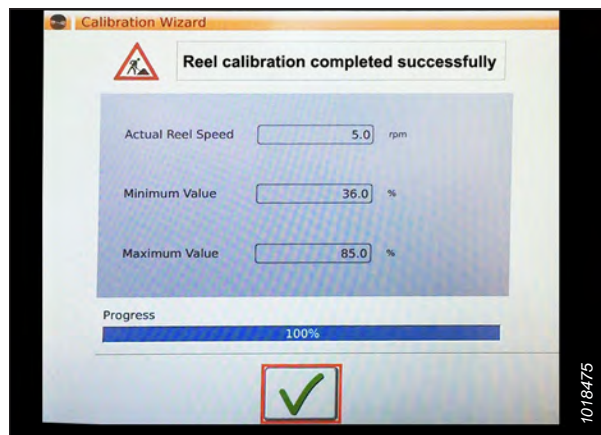 Calibration Wizard
Reel calibration completed successfully
Actual Reel Speed 5.0 rpm
Minimum Value 36.0 %
Maximum Value 85.0 %
Progress
100%
1018475